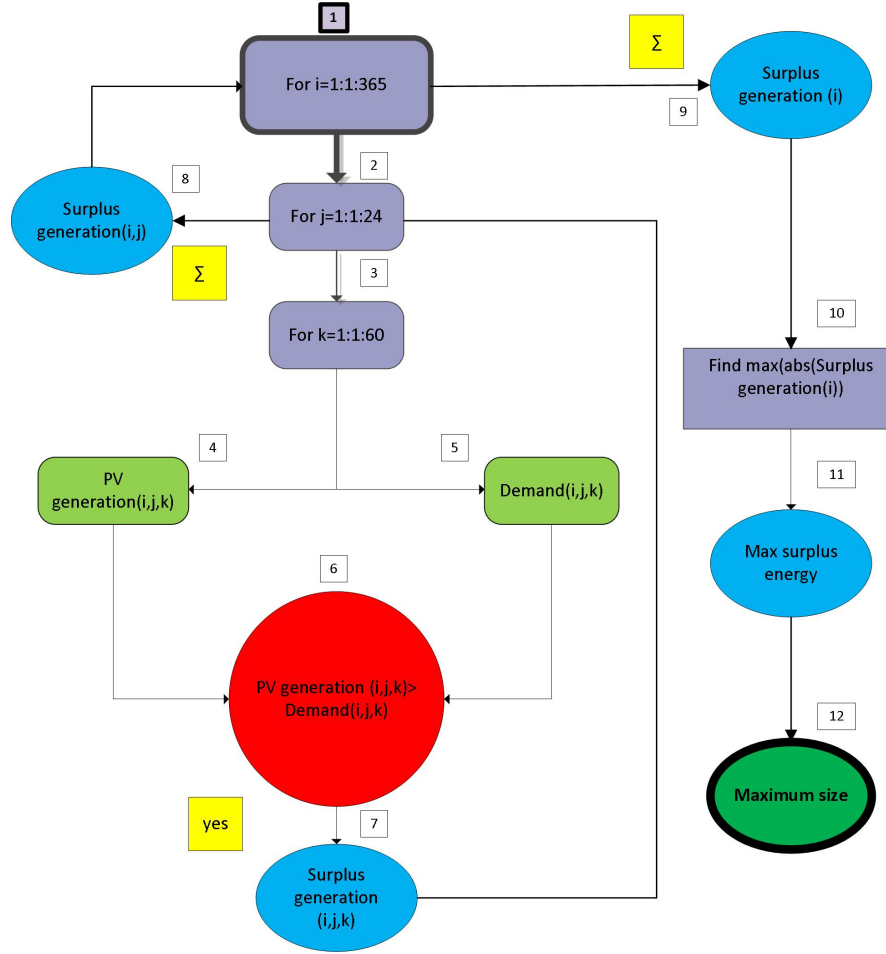 1
For i=1:1:365
∑
Surplus
generation (i)
9
2
8
Surplus
generation(i,j)
For j=1:1:24
∑
3
For k=1:1:60
10
Find max(abs(Surplus
generation(i))
4
5
PV
generation(i,j,k)
Demand(i,j,k)
11
Max surplus
energy
6
PV generation (i,j,k)>
Demand(i,j,k)
12
Maximum size
yes
7
Surplus
generation
(i,j,k)